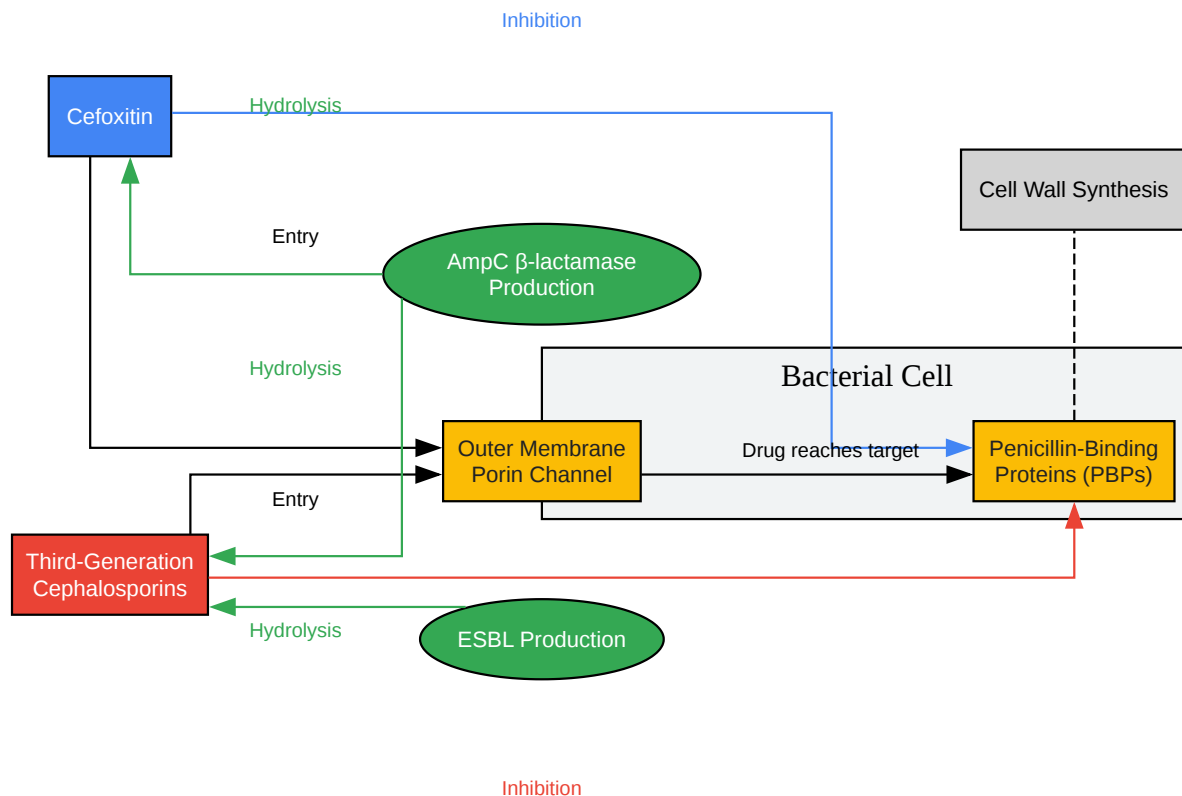 Inhibition
Hydrolysis
Cefoxitin
Cell Wall Synthesis
Entry
AmpC β-lactamase
Production
Hydrolysis
Bacterial Cell
Outer Membrane
Porin Channel
Drug reaches target
Penicillin-Binding
Proteins (PBPs)
Entry
Third-Generation
Cephalosporins
Hydrolysis
ESBL Production
Inhibition